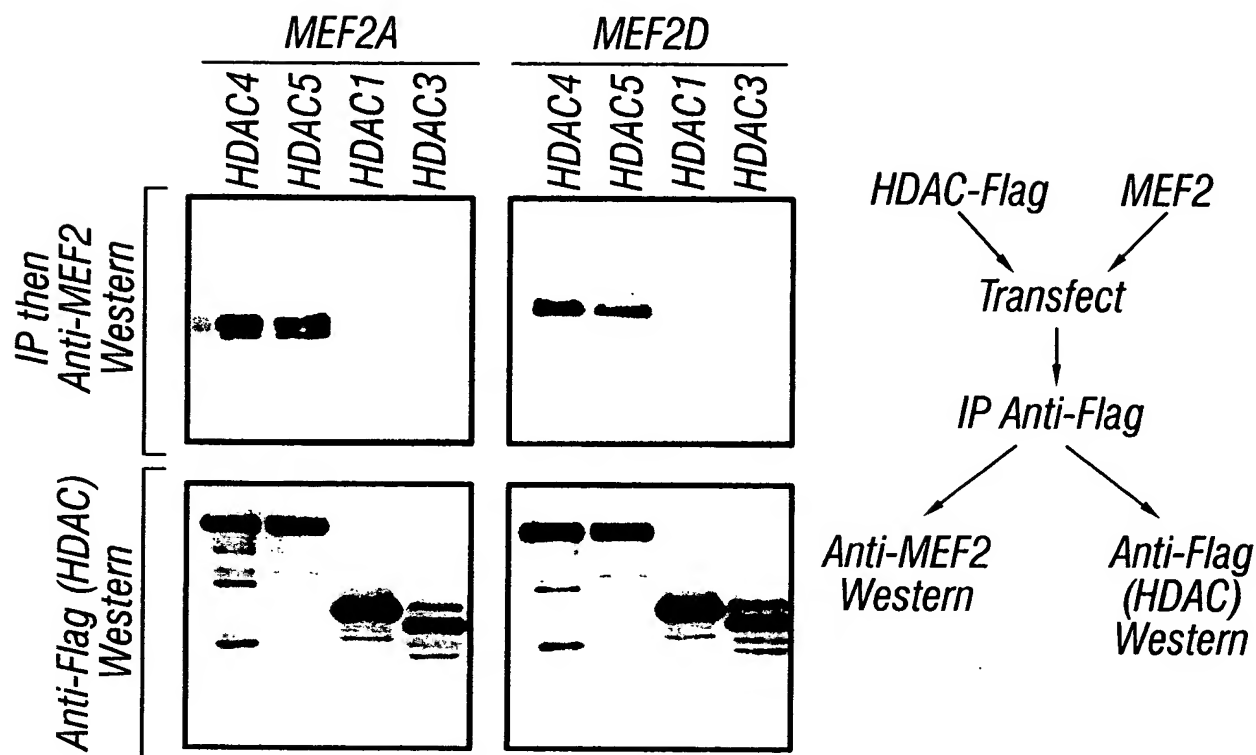 MEF2A
HDAC4
HDAC5
HDAC1
HDAC3
MEF2D
HDAC4
HDAC5
HDAC1
HDAC3
IP then
Anti-MEF2
Western
Anti-Flag (HDAC)
Western
HDAC-Flag
MEF2
Transfect
IP Anti-Flag
Anti-MEF2
Western
Anti-Flag
(HDAC)
Western